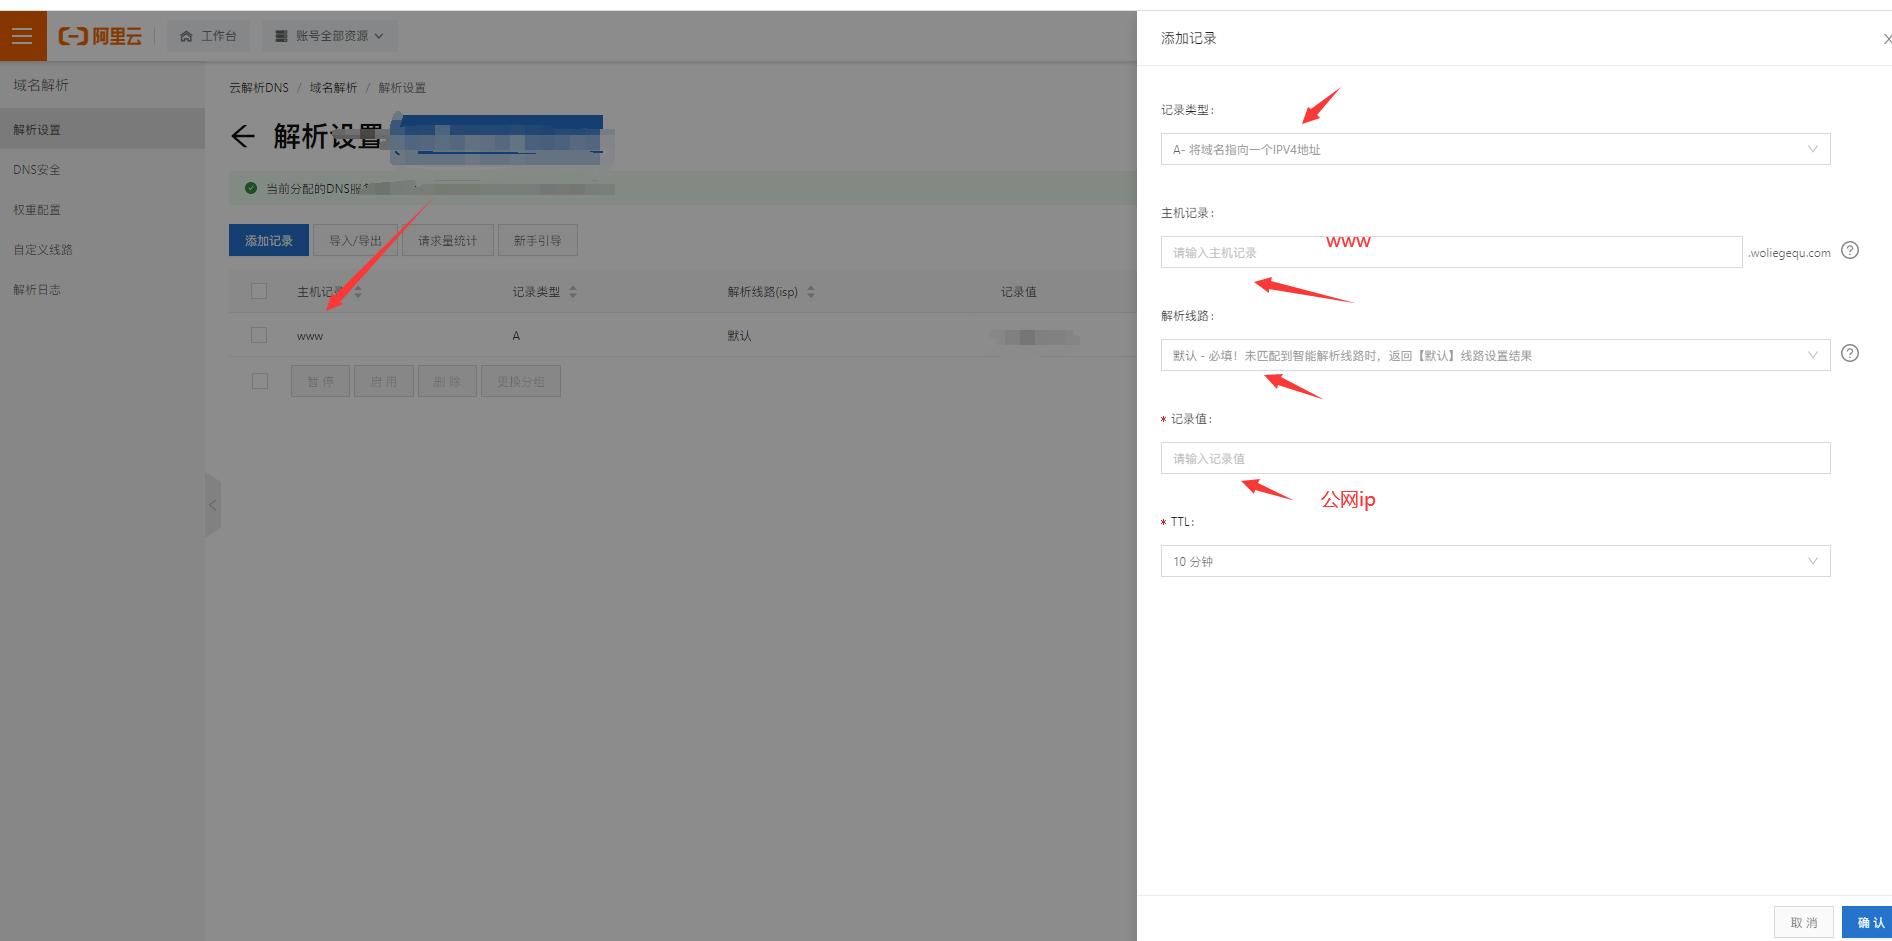 阿里云
工作台
账号全部资源
域名解析
解析设置
DNS安全
权重配置
自定义线路
解析日志
云解析DNS / 域名解析 / 解析设置
解析设置
当前分配的DNS服务
添加记录 导入/导出 请求量统计 新手引导
主机记录 记录类型 解析线路(isp) 记录值
www A 默认
暂 停 启 用 删 除 更换分组
添加记录
记录类型:
A- 将域名指向一个IPV4地址
主机记录:
www
请输入主机记录 .woliegequ.com
解析线路:
默认 - 必填！未匹配到智能解析线路时，返回【默认】线路设置结果
* 记录值:
请输入记录值
公网ip
* TTL:
10 分钟
取 消 确 认